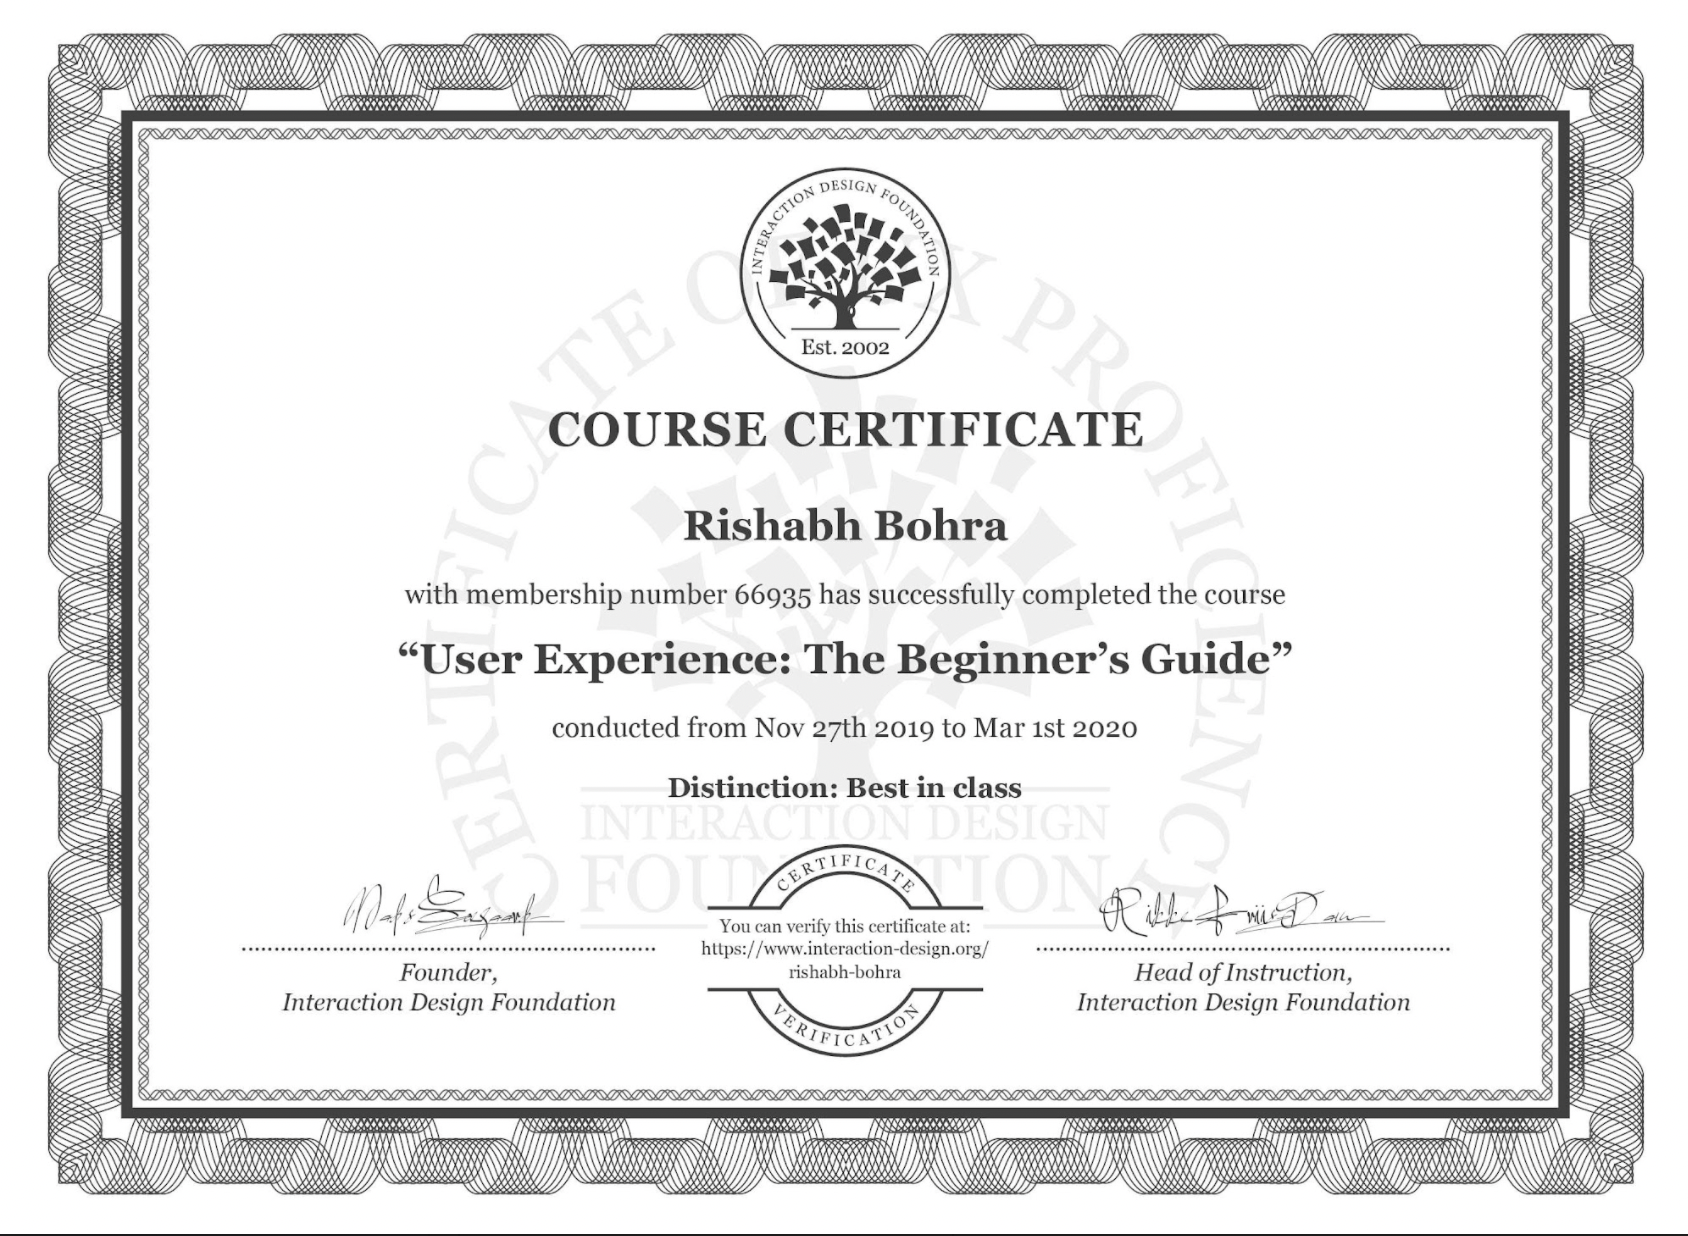 INTERACTION DESIGN FOUNDATION
Est. 2002
CERTIFICATE OF UX PROFICIENCY
COURSE CERTIFICATE
Rishabh Bohra
with membership number 66935 has successfully completed the course
“User Experience: The Beginner’s Guide”
conducted from Nov 27th 2019 to Mar 1st 2020
Distinction: Best in class
INTERACTION DESIGN
FOUNDATION
CERTIFICATE
You can verify this certificate at:
https://www.interaction-design.org/
rishabh-bohra
VERIFICATION
Founder,
Interaction Design Foundation
Head of Instruction,
Interaction Design Foundation